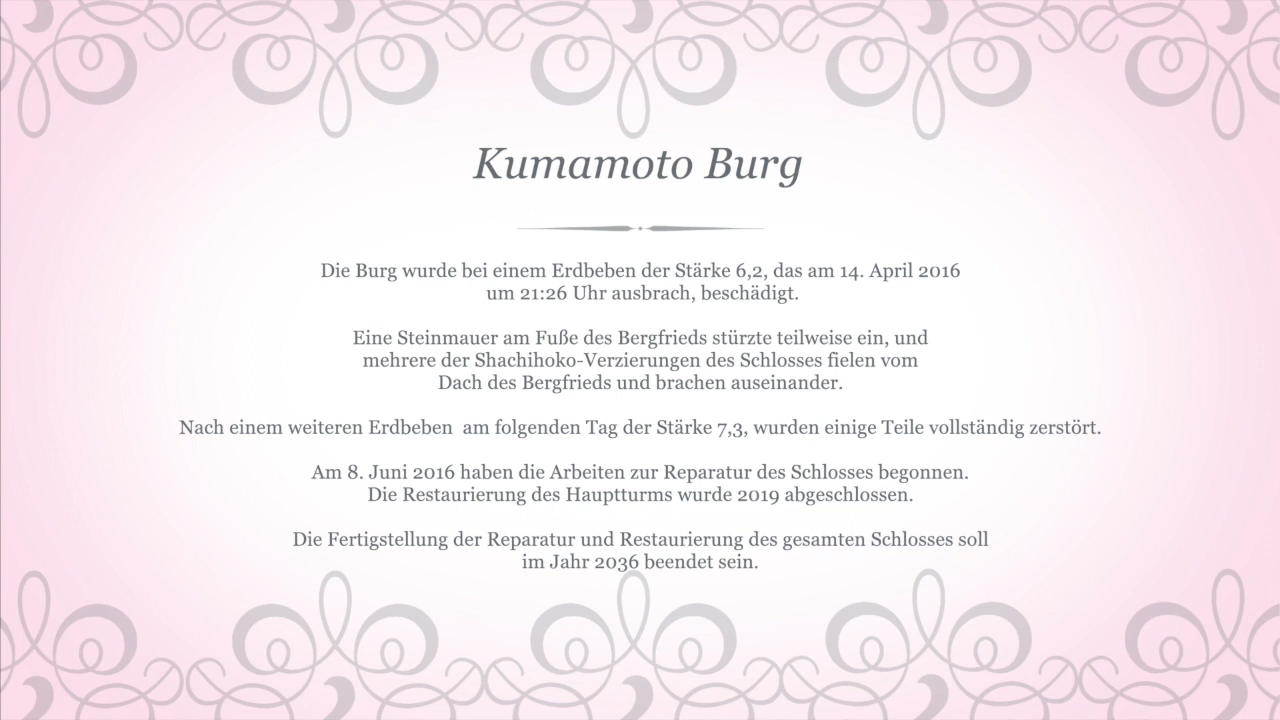 Kumamoto Burg
Die Burg wurde bei einem Erdbeben der Stärke 6,2, das am 14. April 2016
um 21:26 Uhr ausbrach, beschädigt.
Eine Steinmauer am Fuße des Bergfrieds stürzte teilweise ein, und
mehrere der Shachihoko-Verzierungen des Schlosses fielen vom
Dach des Bergfrieds und brachen auseinander.
Nach einem weiteren Erdbeben  am folgenden Tag der Stärke 7,3, wurden einige Teile vollständig zerstört.
Am 8. Juni 2016 haben die Arbeiten zur Reparatur des Schlosses begonnen.
Die Restaurierung des Hauptturms wurde 2019 abgeschlossen.
Die Fertigstellung der Reparatur und Restaurierung des gesamten Schlosses soll
im Jahr 2036 beendet sein.